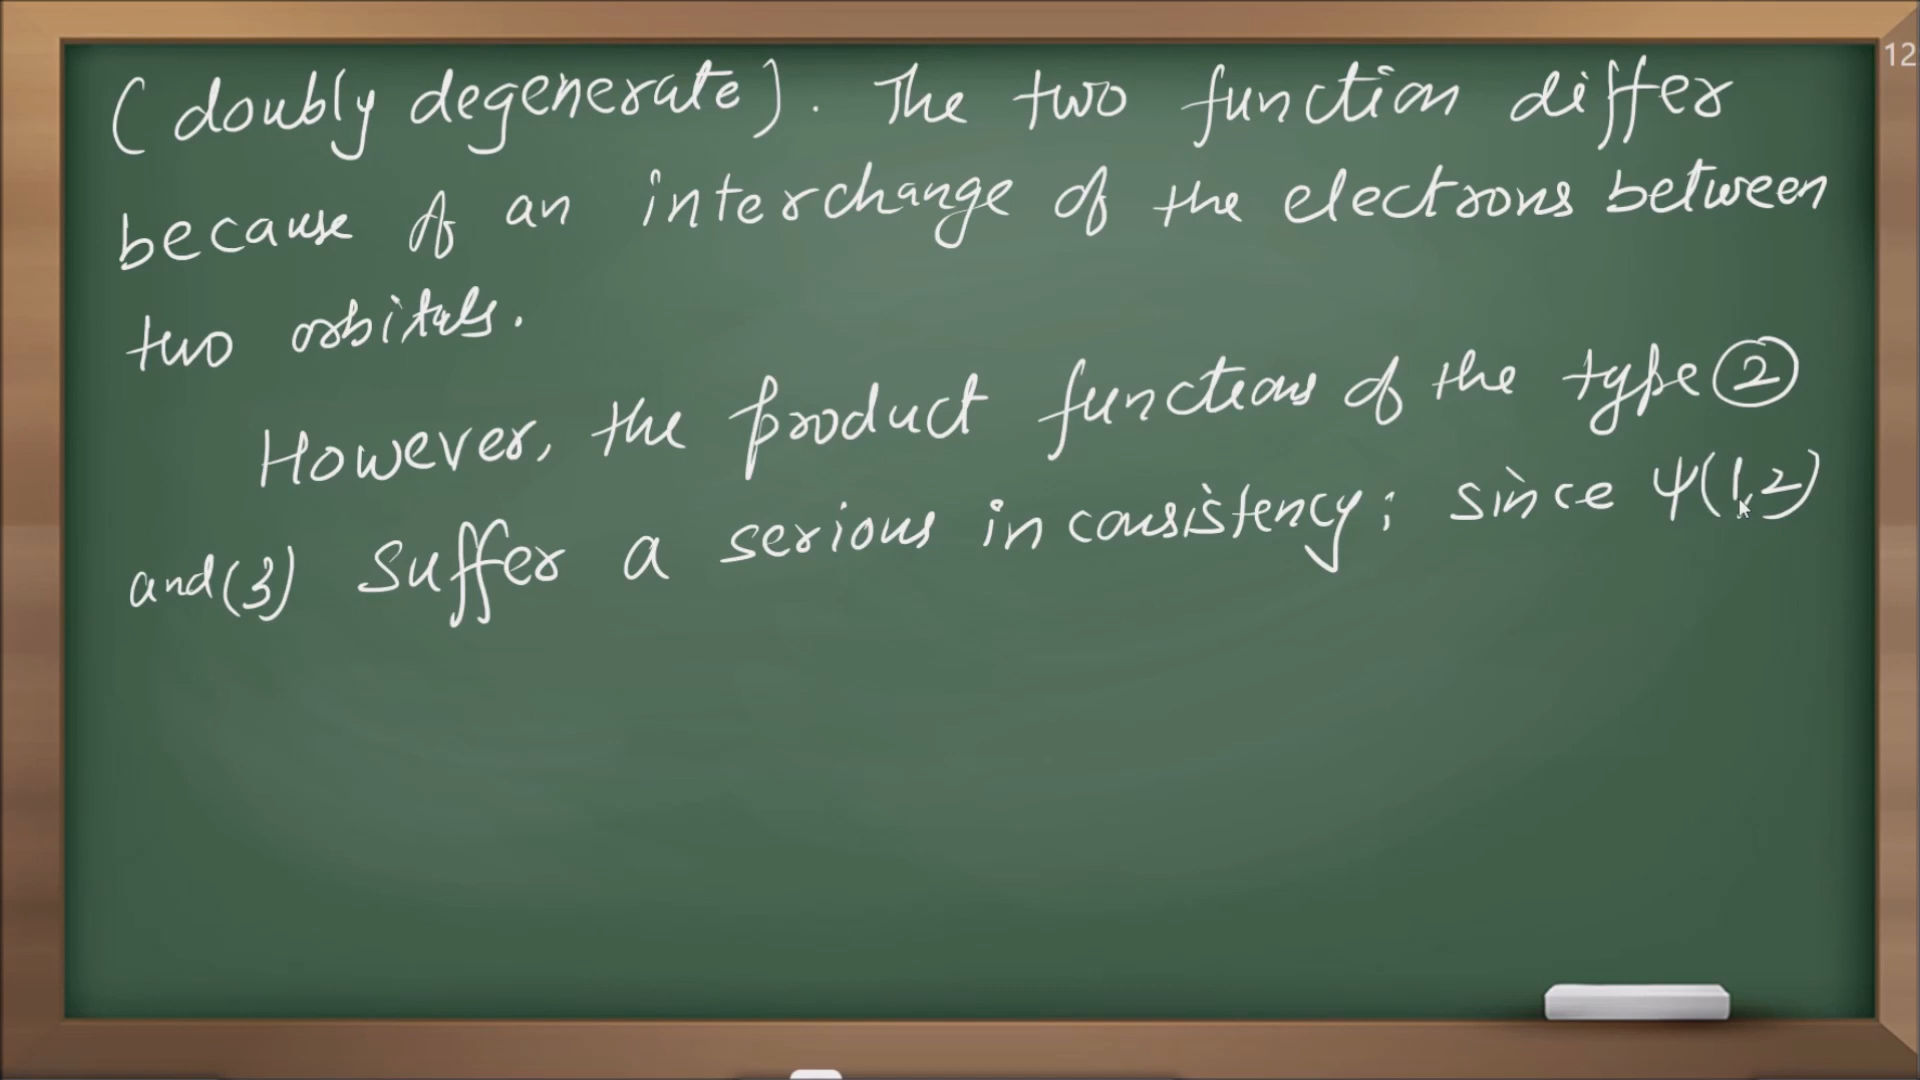 12
(doubly degenerate). The two function differ
because of an interchange of the electrons between
two orbitals.
However, the product functions of the type ②
and (3) suffer a serious inconsistency; since ψ(1,2)